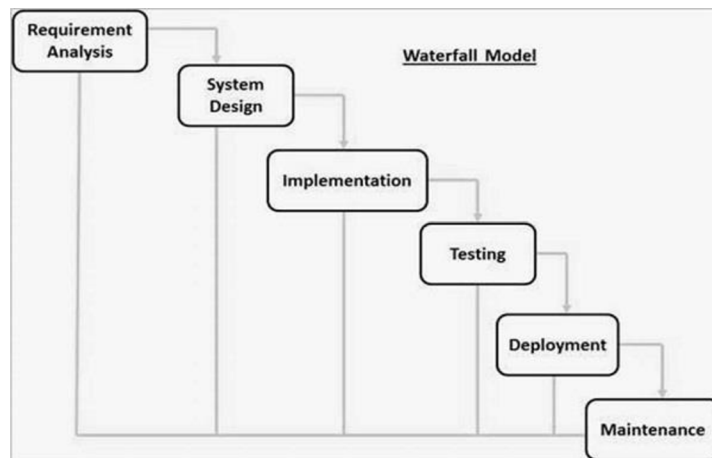 Requirement
Analysis
Waterfall Model
System
Design
Implementation
Testing
Deployment
Maintenance